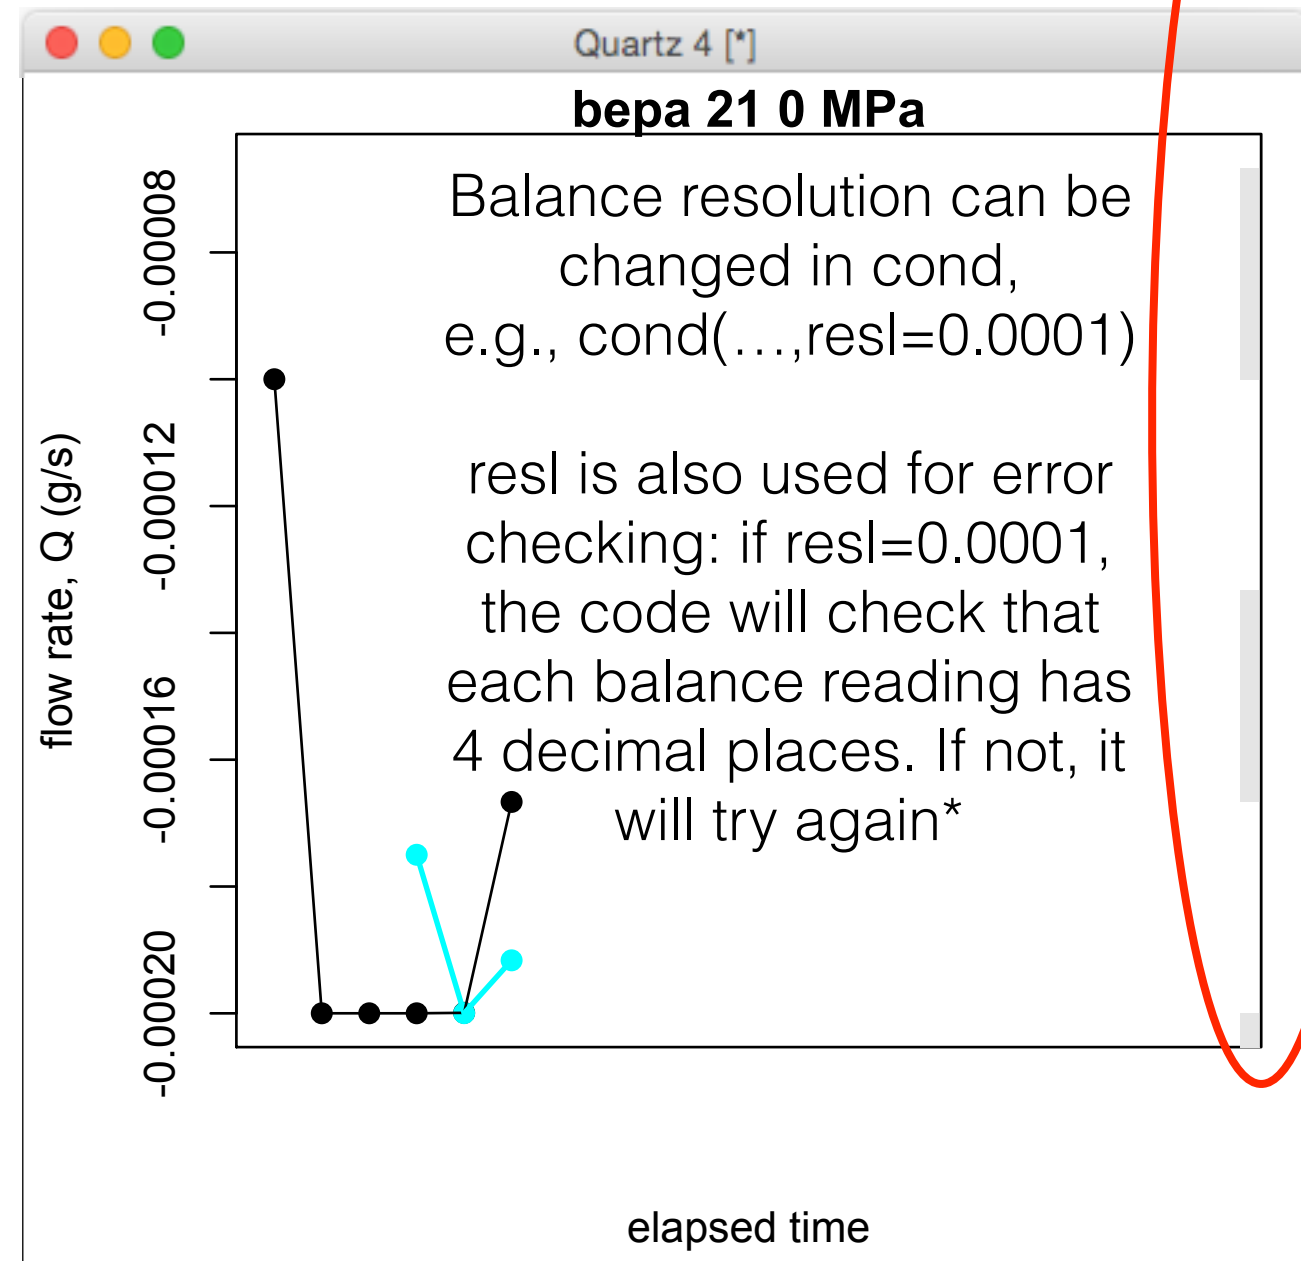 Quartz 4 [*]
bepa 21 0 MPa
Balance resolution can be
changed in cond,
e.g., cond(…,resl=0.0001)
resl is also used for error
checking: if resl=0.0001,
the code will check that
each balance reading has
4 decimal places. If not, it
will try again*
flow rate, Q (g/s)
-0.00008
-0.00012
-0.00016
-0.00020
elapsed time